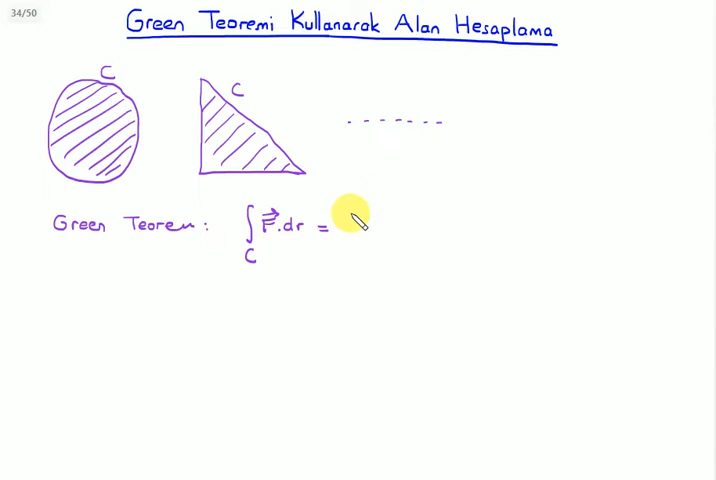 34/50
Green Teoremi Kullanarak Alan Hesaplama
C
C
Green Teorem : ∫ F⃗.dr =
C